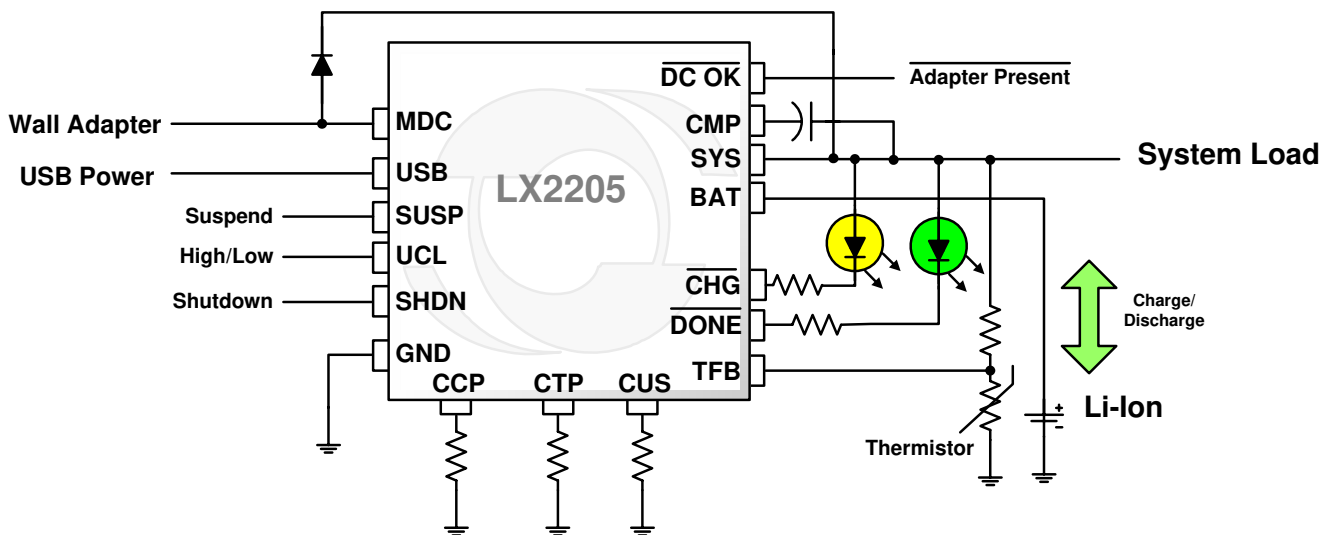 DC OK
Adapter Present
Wall Adapter
MDC
CMP
SYS
System Load
USB Power
USB
LX2205
BAT
Suspend
SUSP
High/Low
UCL
CHG
Shutdown
SHDN
Charge/
Discharge
DONE
GND
TFB
CCP
CTP
CUS
+
-
Li-Ion
Thermistor